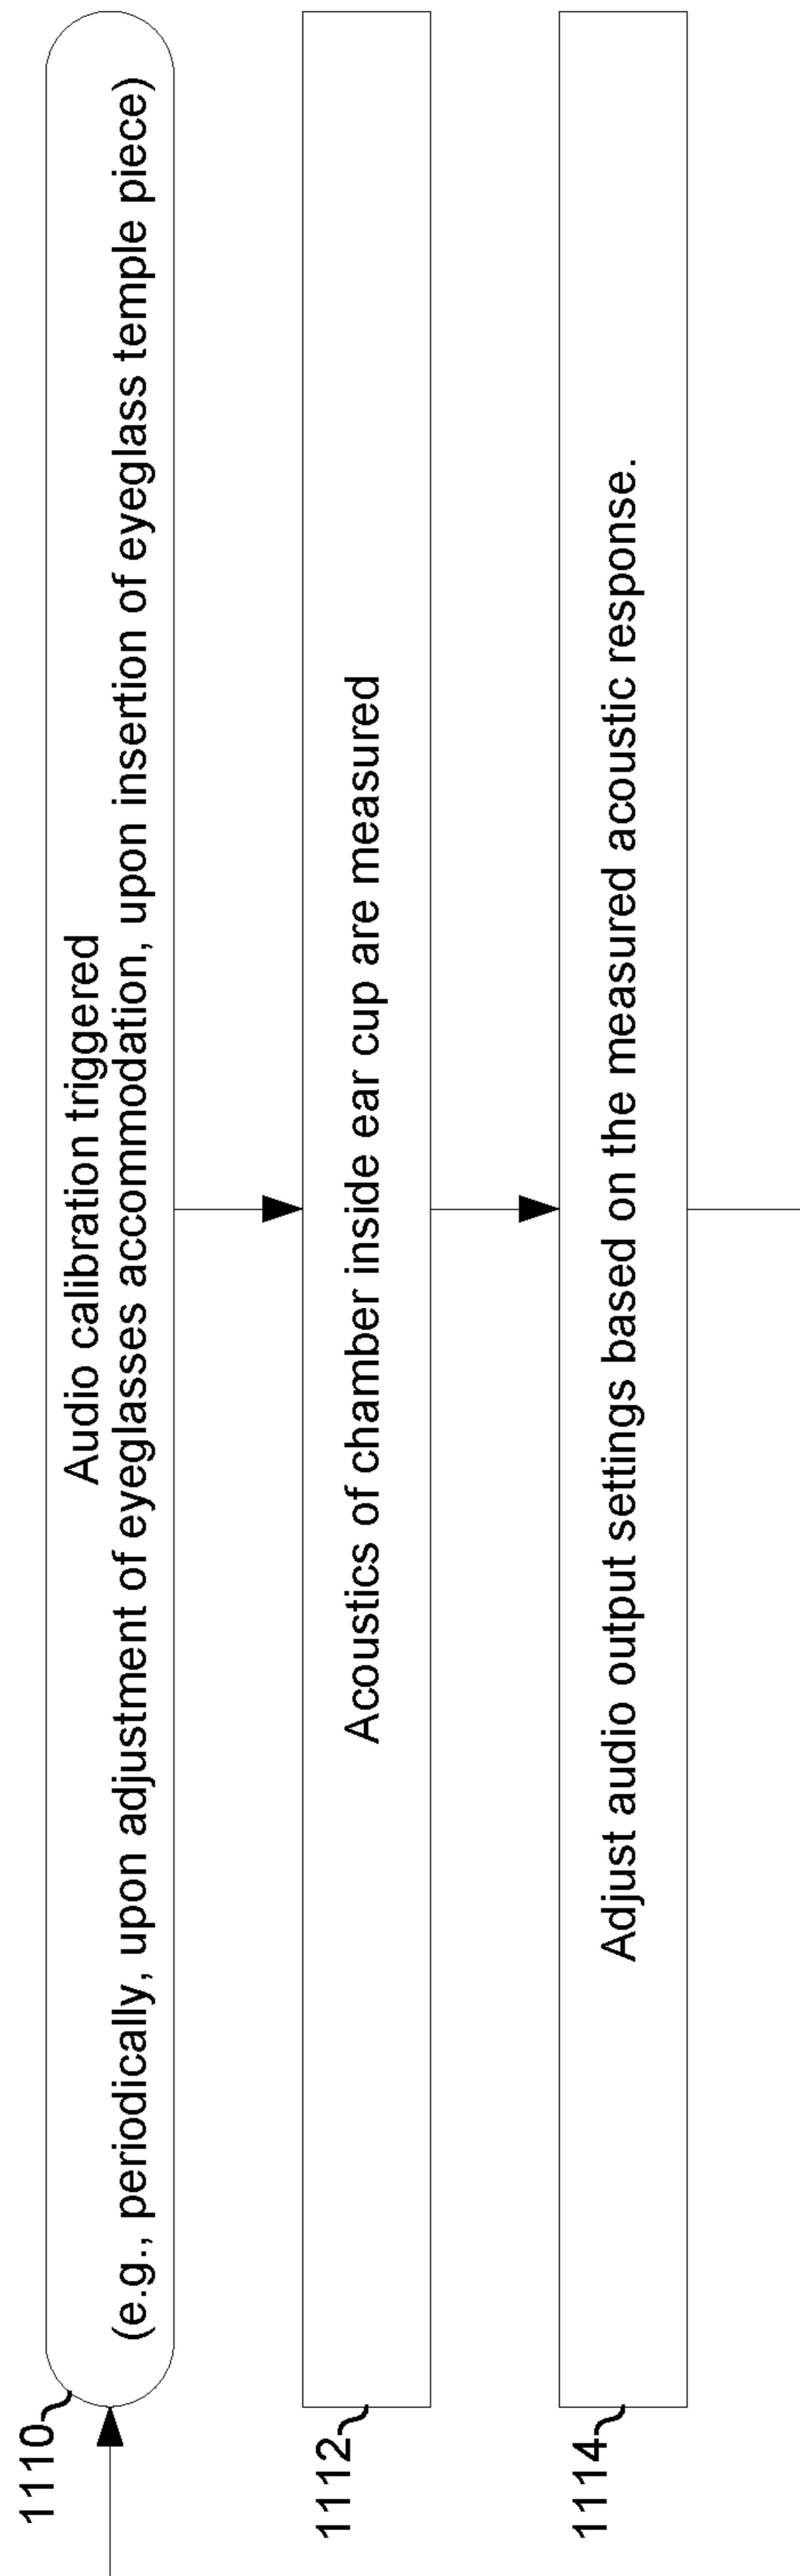 1110
Audio calibration triggered
(e.g., periodically, upon adjustment of eyeglasses accommodation, upon insertion of eyeglass temple piece)
1112
Acoustics of chamber inside ear cup are measured
1114
Adjust audio output settings based on the measured acoustic response.